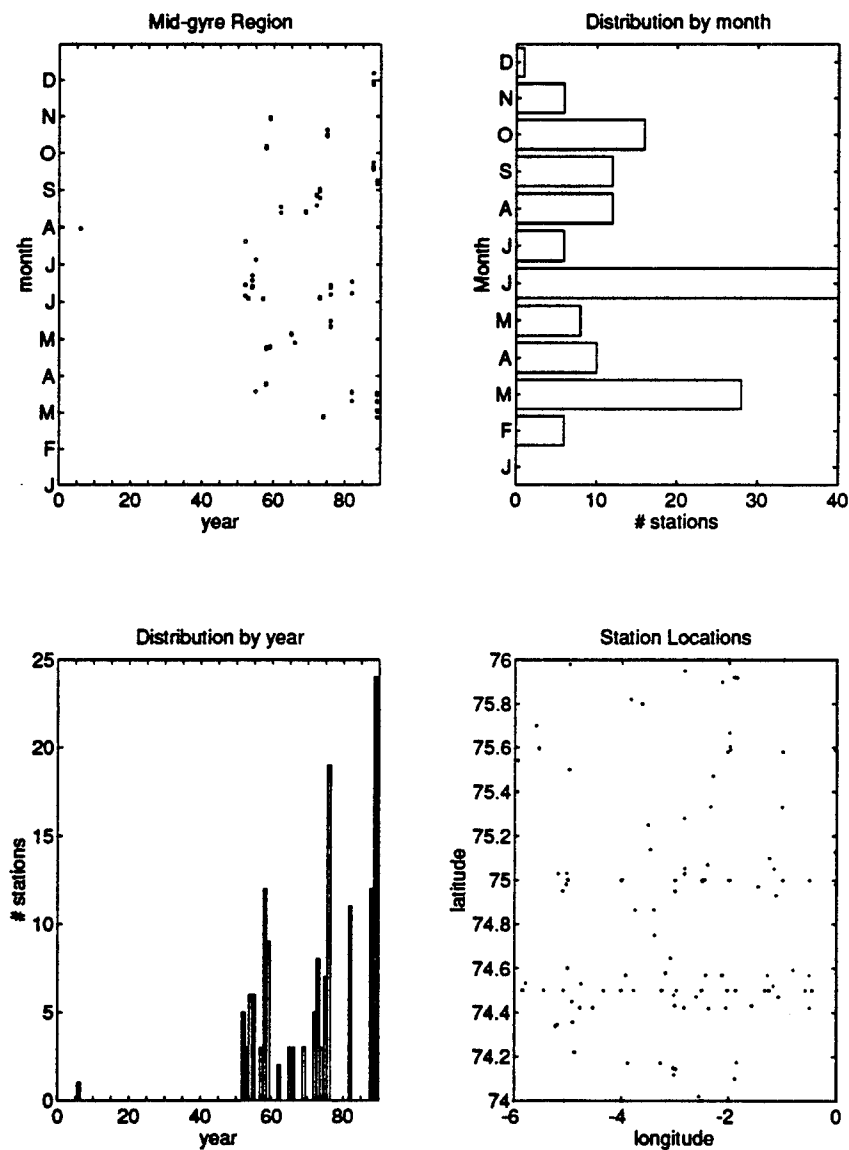 Mid-gyre Region
D
N
O
S
A
J
J
M
A
M
F
J
month
0 20 40 60 80
year
Distribution by month
D
N
O
S
A
J
J
M
A
M
F
J
Month
0 10 20 30 40
# stations
Distribution by year
25
20
15
10
5
0
# stations
0 20 40 60 80
year
Station Locations
76
75.8
75.6
75.4
75.2
75
74.8
74.6
74.4
74.2
74
latitude
-6 -4 -2 0
longitude